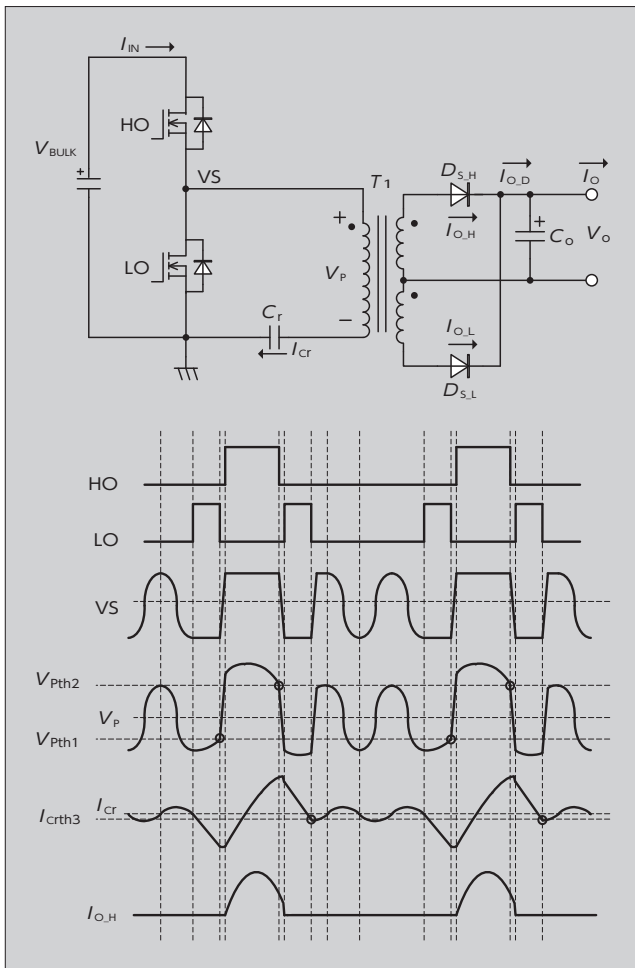 I_IN
HO
V_BULK
+
VS
T1
D_S_H
I_O_D
I_O
+
V_P
−
I_O_H
+
C_o
V_o
LO
C_r
I_Cr
I_O_L
D_S_L
HO
LO
VS
V_Pth2
V_P
V_Pth1
I_Cr
I_Crth3
I_O_H